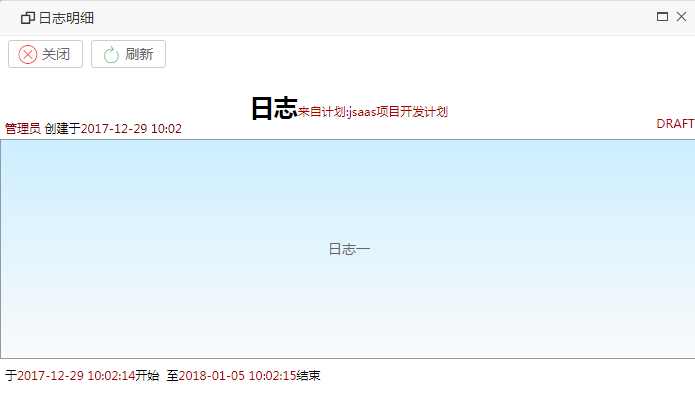 日志明细
关闭 刷新
日志来自计划:jsaas项目开发计划
管理员 创建于2017-12-29 10:02 DRAFT
日志一
于2017-12-29 10:02:14开始 至2018-01-05 10:02:15结束